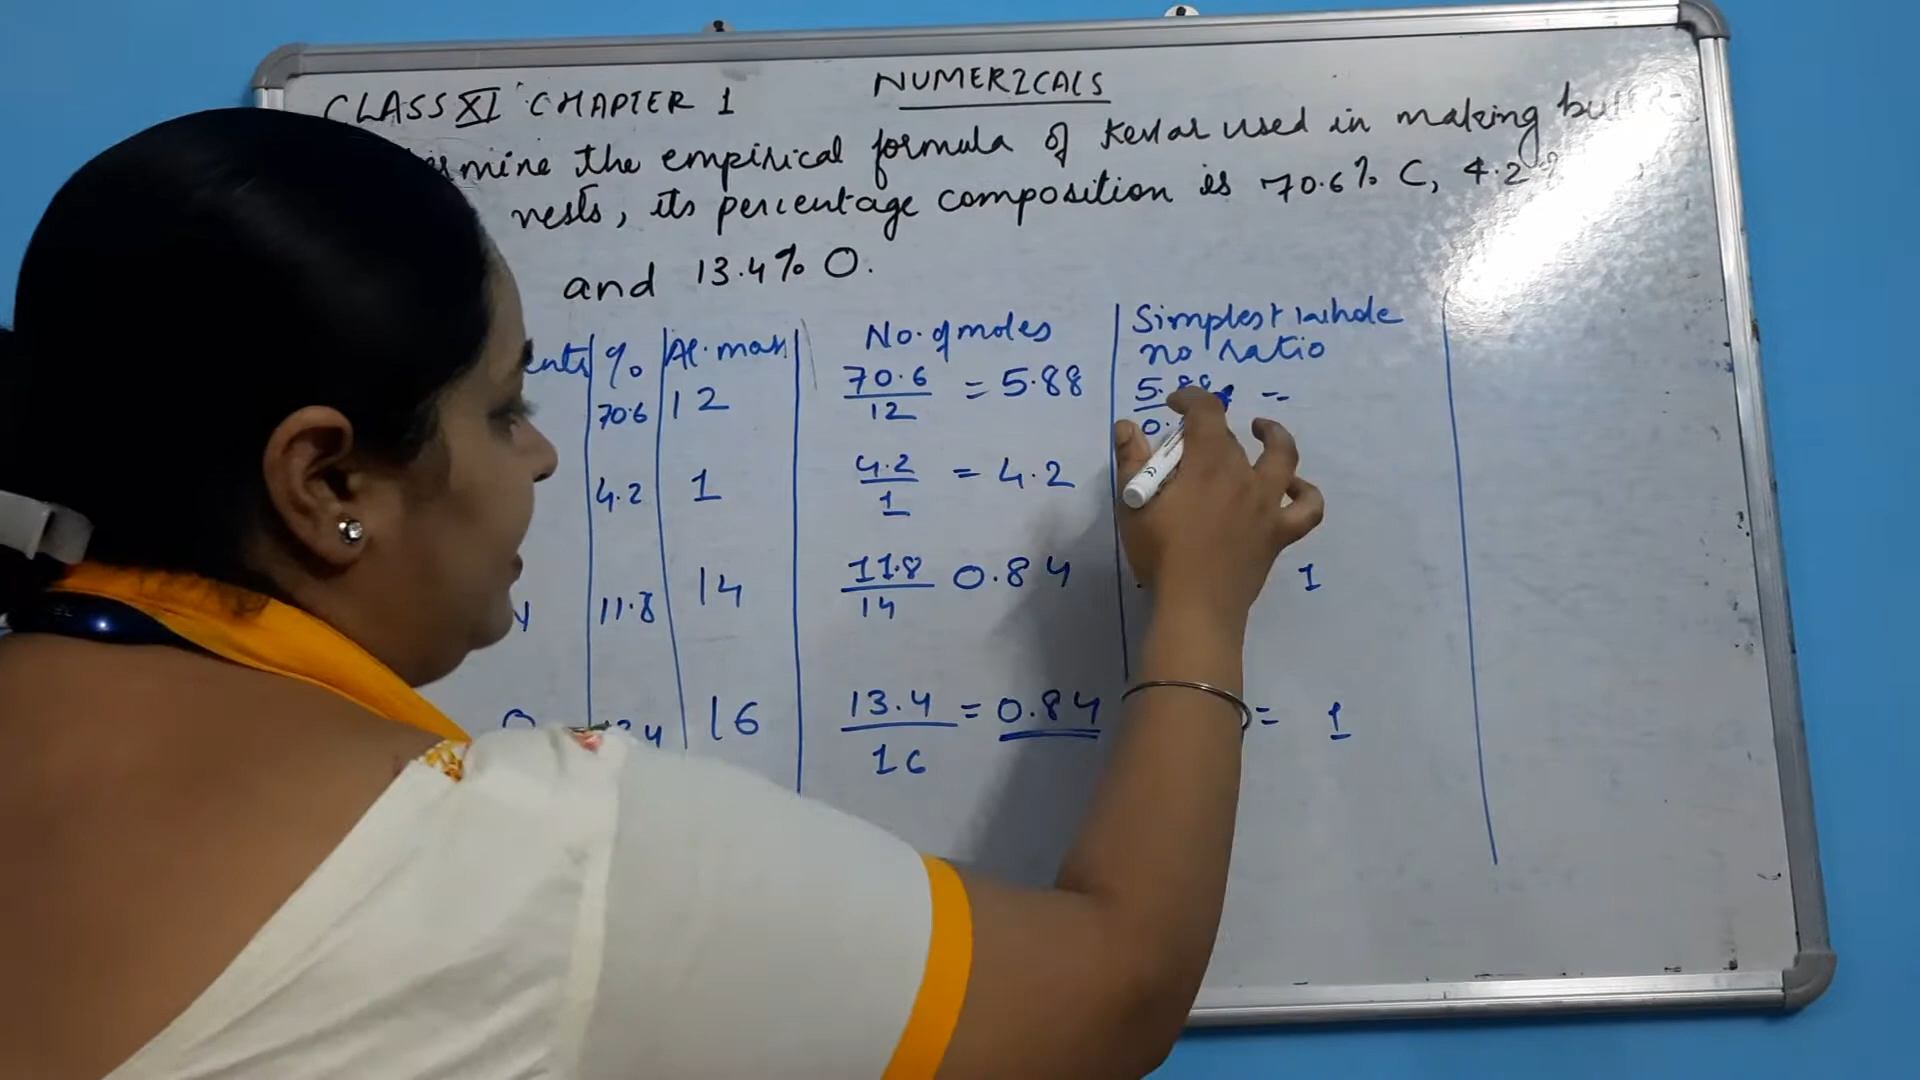 CLASS XI CHAPTER 1 NUMERICALS
the empirical formula of Kevlar used in making
vests, its percentage composition is 70.6% C, 4.2%
and 13.4% O.
% At. mass No. of moles Simplest whole
no ratio
70.6 12 70.6/12 = 5.88 =
4.2 1 4.2/1 = 4.2
11.8 14 11.8/14 0.84 1
16 13.4/16 = 0.84 = 1